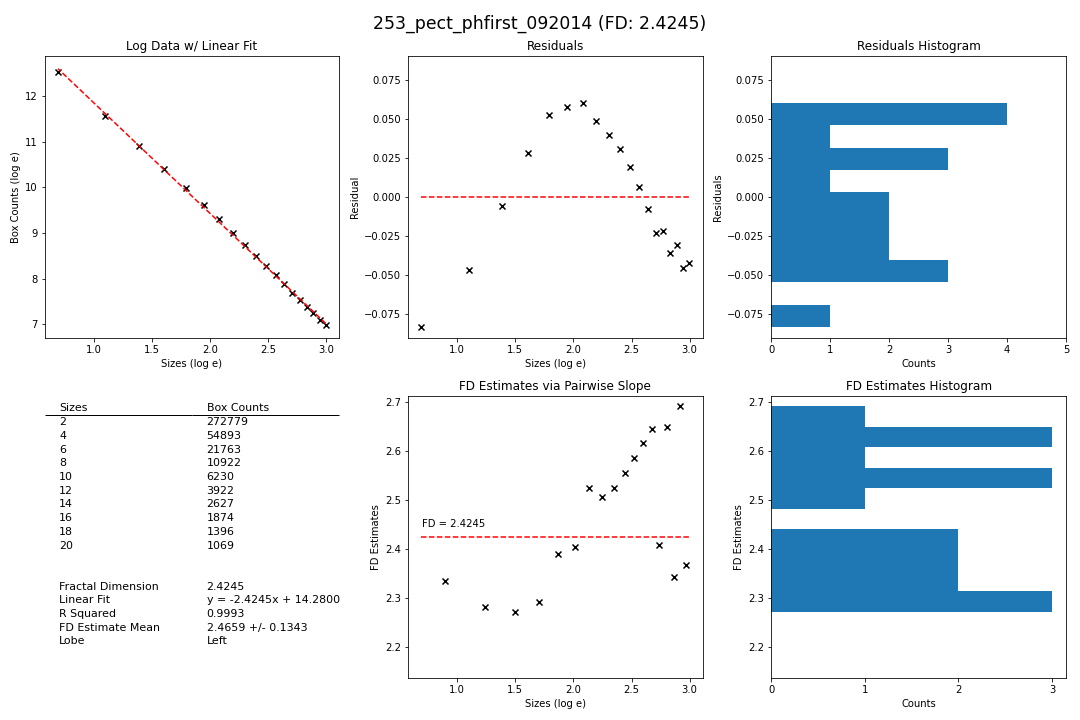 253_pect_phfirst_092014 (FD: 2.4245)
Log Data w/ Linear Fit
Box Counts (log e)
12
11
10
9
8
7
1.0 1.5 2.0 2.5 3.0
Sizes (log e)
Residuals
Residual
0.075
0.050
0.025
0.000
−0.025
−0.050
−0.075
1.0 1.5 2.0 2.5 3.0
Sizes (log e)
Residuals Histogram
Residuals
0.075
0.050
0.025
0.000
−0.025
−0.050
−0.075
0 1 2 3 4 5
Counts
Sizes Box Counts
2 272779
4 54893
6 21763
8 10922
10 6230
12 3922
14 2627
16 1874
18 1396
20 1069
Fractal Dimension 2.4245
Linear Fit y = -2.4245x + 14.2800
R Squared 0.9993
FD Estimate Mean 2.4659 +/- 0.1343
Lobe Left
FD Estimates via Pairwise Slope
FD Estimates
2.7
2.6
2.5
2.4
2.3
2.2
FD = 2.4245
1.0 1.5 2.0 2.5 3.0
Sizes (log e)
FD Estimates Histogram
FD Estimates
2.7
2.6
2.5
2.4
2.3
2.2
0 1 2 3
Counts